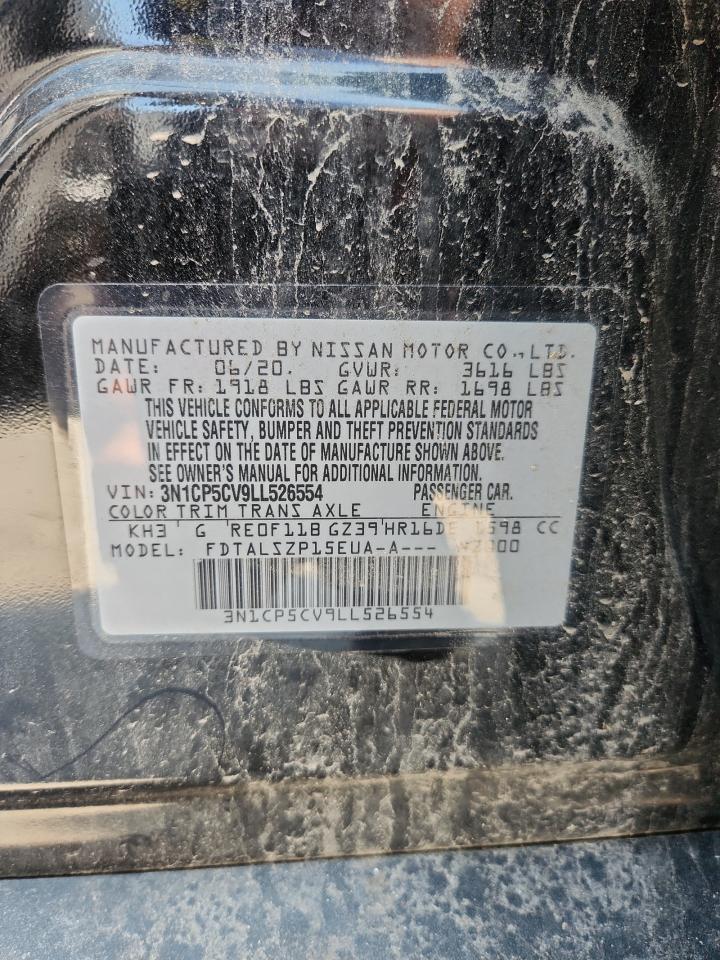 MANUFACTURED BY NISSAN MOTOR CO.,LTD.
DATE: 06/20. GVWR: 3616 LBS
GAWR FR: 1918 LBS GAWR RR: 1698 LBS
THIS VEHICLE CONFORMS TO ALL APPLICABLE FEDERAL MOTOR
VEHICLE SAFETY, BUMPER AND THEFT PREVENTION STANDARDS
IN EFFECT ON THE DATE OF MANUFACTURE SHOWN ABOVE.
SEE OWNER'S MANUAL FOR ADDITIONAL INFORMATION.
VIN: 3N1CP5CV9LL526554 PASSENGER CAR.
COLOR TRIM TRANS AXLE ENGINE
KH3 G RE0F11B GZ39 HR16DE 1598 CC
MODEL: FDTALSZP15EUA-A---
3N1CP5CV9LL526554